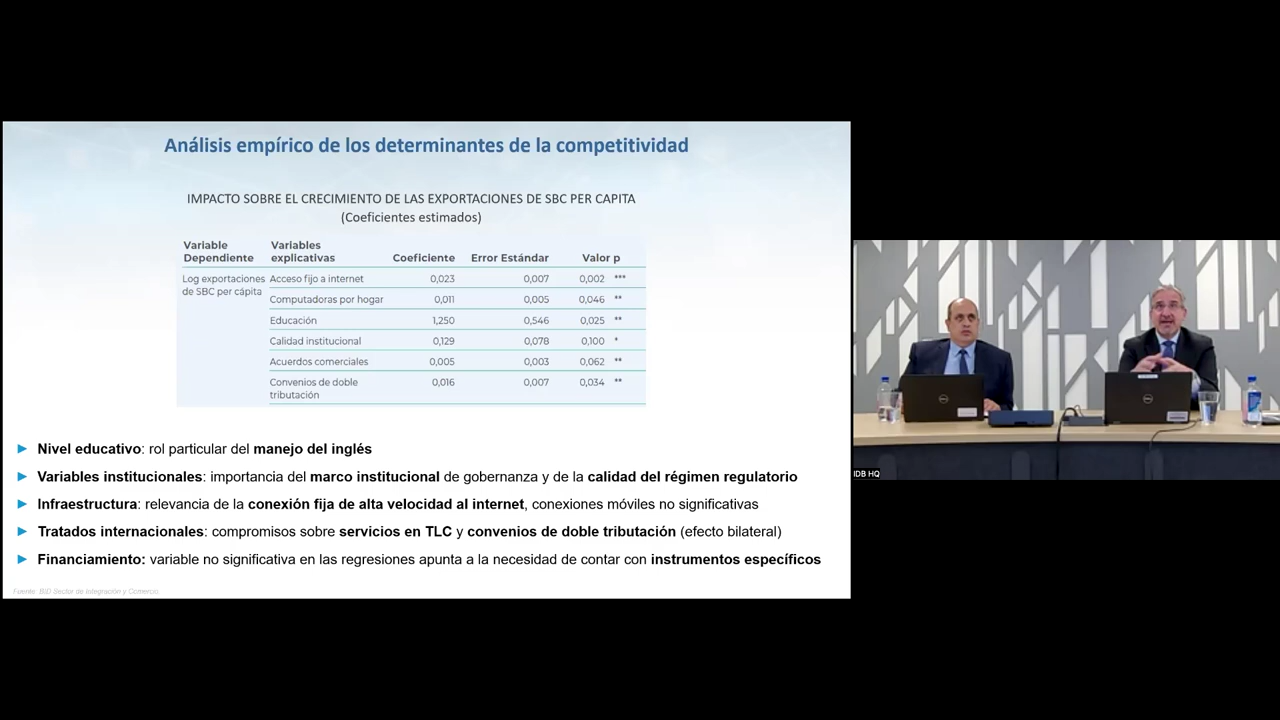 Análisis empírico de los determinantes de la competitividad
IMPACTO SOBRE EL CRECIMIENTO DE LAS EXPORTACIONES DE SBC PER CAPITA
(Coeficientes estimados)
Variable Dependiente Variables explicativas Coeficiente Error Estándar Valor p
Log exportaciones de SBC per cápita Acceso fijo a internet 0,023 0,007 0,002 ***
Computadoras por hogar 0,011 0,005 0,046 **
Educación 1,250 0,546 0,025 **
Calidad institucional 0,129 0,078 0,100 *
Acuerdos comerciales 0,005 0,003 0,062 **
Convenios de doble tributación 0,016 0,007 0,034 **
► Nivel educativo: rol particular del manejo del inglés
► Variables institucionales: importancia del marco institucional de gobernanza y de la calidad del régimen regulatorio
► Infraestructura: relevancia de la conexión fija de alta velocidad al internet, conexiones móviles no significativas
► Tratados internacionales: compromisos sobre servicios en TLC y convenios de doble tributación (efecto bilateral)
► Financiamiento: variable no significativa en las regresiones apunta a la necesidad de contar con instrumentos específicos
Fuente: BID Sector de Integración y Comercio.
IDB HQ